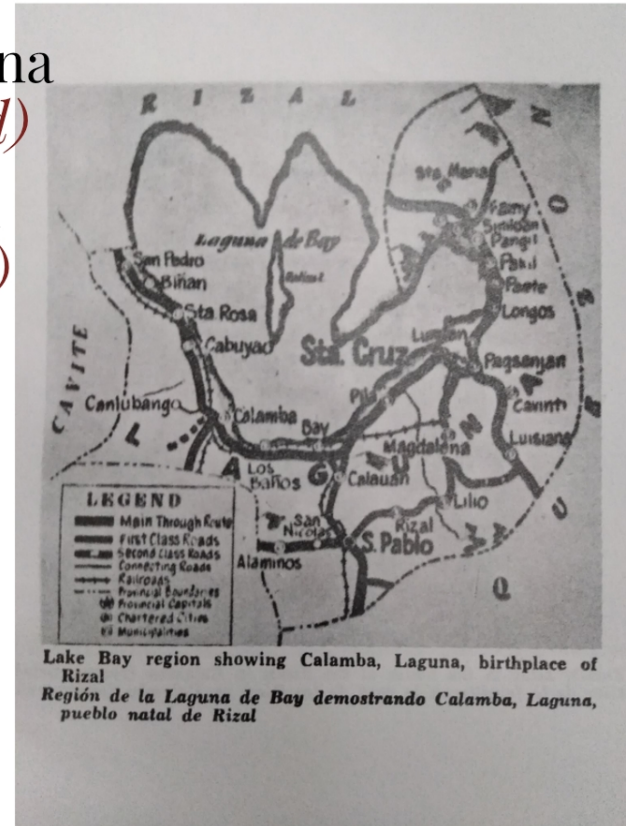 na
d)
)
RIZAL
Sta. Maria
Famy
Siniloan
Pangil
Pakil
Paete
Longos
Laguna de Bay
San Pedro
Biñan
Sta Rosa
Cabuyao
Sta. Cruz
Lumban
Pagsanjan
CAVITE
Canlubang
Calamba
Pila
Cavinti
Bay
Magdalena
Luisiana
LAGUNA
Los
Baños
Calauan
Lilio
San
Nicolas
Rizal
S. Pablo
Alaminos
Q
U
E
Z
O
N
LEGEND
Main Through Route
First Class Roads
Second Class Roads
Connecting Roads
Railroads
Provincial Boundaries
Provincial Capitals
Chartered Cities
Municipalities
Lake Bay region showing Calamba, Laguna, birthplace of
Rizal
Región de la Laguna de Bay demostrando Calamba, Laguna,
pueblo natal de Rizal